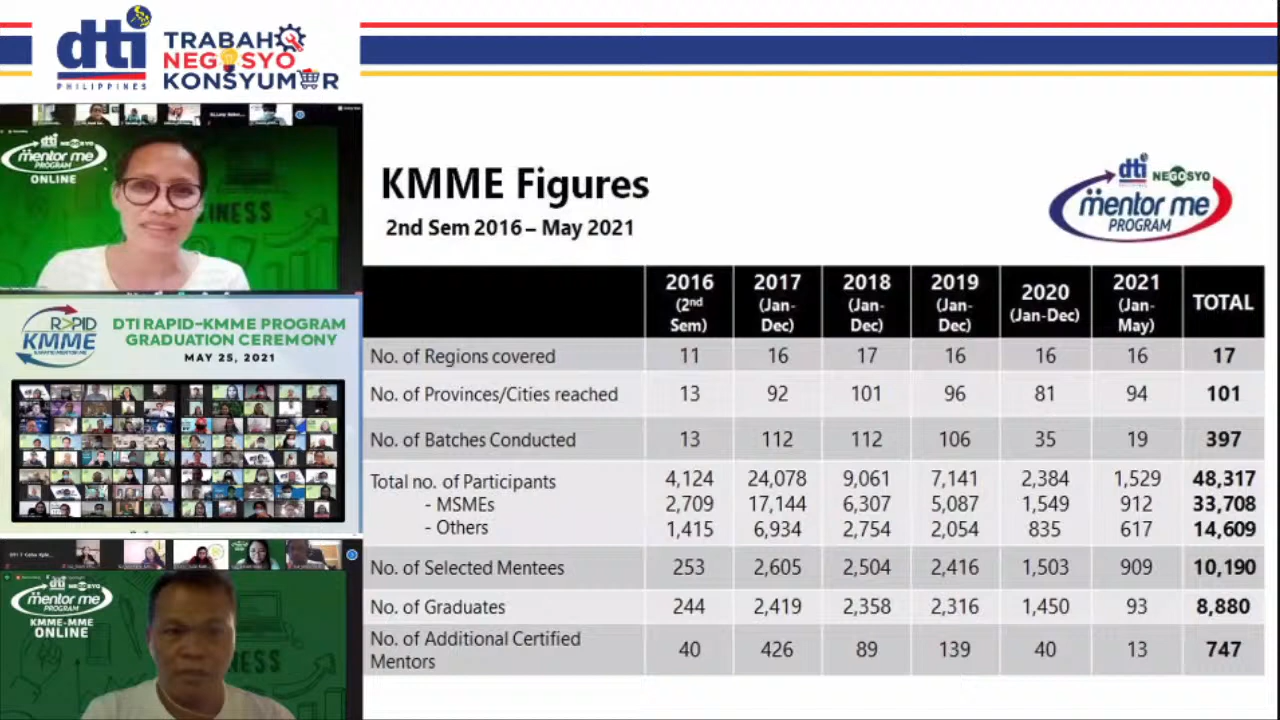 dti
PHILIPPINES
TRABAHO
NEGOSYO
KONSYUMER
dti NEGOSYO
mentor me
PROGRAM
ONLINE
KMME Figures
2nd Sem 2016 – May 2021
dti NEGOSYO
mentor me
PROGRAM
RAPID
KMME
DTI RAPID-KMME PROGRAM
GRADUATION CEREMONY
MAY 25, 2021
dti NEGOSYO
mentor me
PROGRAM
KMME-MME
ONLINE
2016 (2nd Sem) 2017 (Jan-Dec) 2018 (Jan-Dec) 2019 (Jan-Dec) 2020 (Jan-Dec) 2021 (Jan-May) TOTAL
No. of Regions covered 11 16 17 16 16 16 17
No. of Provinces/Cities reached 13 92 101 96 81 94 101
No. of Batches Conducted 13 112 112 106 35 19 397
Total no. of Participants 4,124 24,078 9,061 7,141 2,384 1,529 48,317
- MSMEs 2,709 17,144 6,307 5,087 1,549 912 33,708
- Others 1,415 6,934 2,754 2,054 835 617 14,609
No. of Selected Mentees 253 2,605 2,504 2,416 1,503 909 10,190
No. of Graduates 244 2,419 2,358 2,316 1,450 93 8,880
No. of Additional Certified
Mentors 40 426 89 139 40 13 747